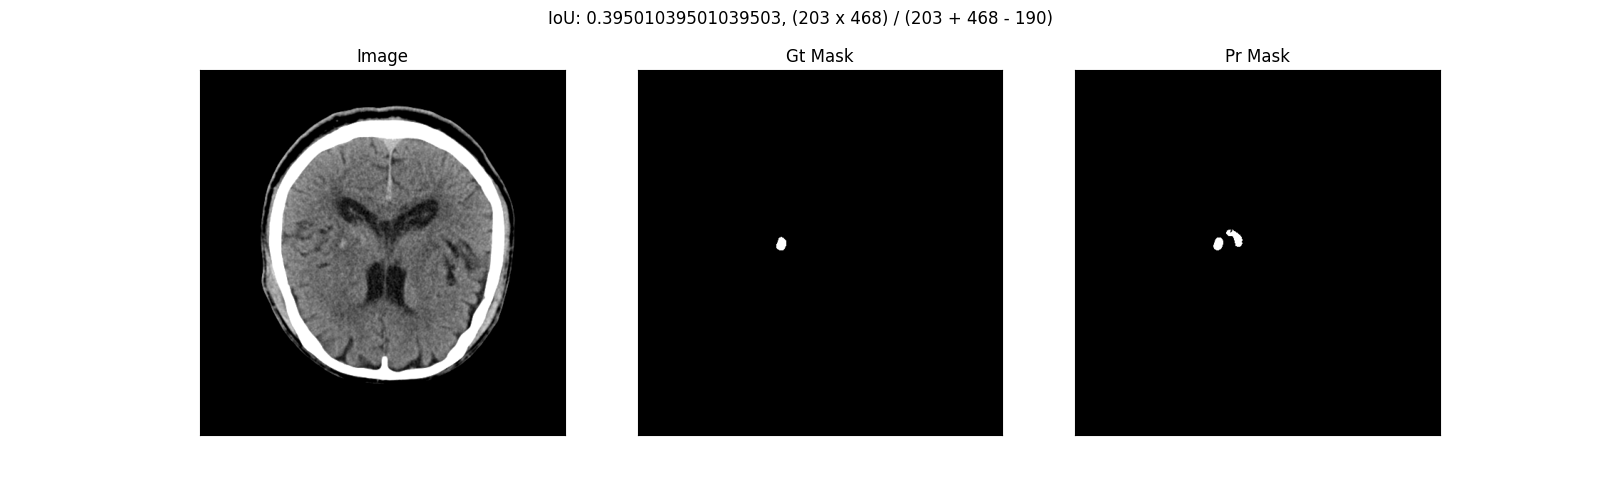 IoU: 0.39501039501039503, (203 x 468) / (203 + 468 - 190)
Image
Gt Mask
Pr Mask